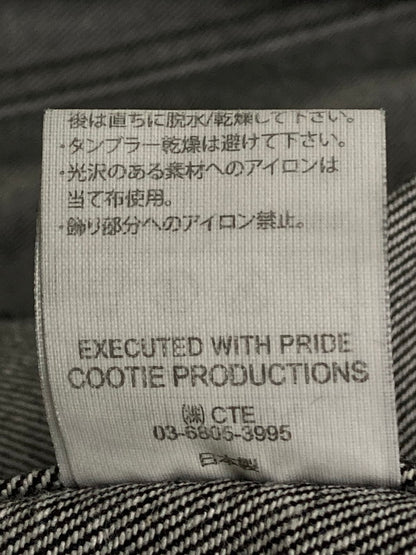 後は直ちに脱水/乾燥して下さい。
・タンブラー乾燥は避けて下さい。
・光沢のある素材へのアイロンは
当て布使用。
・飾り部分へのアイロン禁止。
EXECUTED WITH PRIDE
COOTIE PRODUCTIONS
㈱ CTE
03-6805-3995
日本製